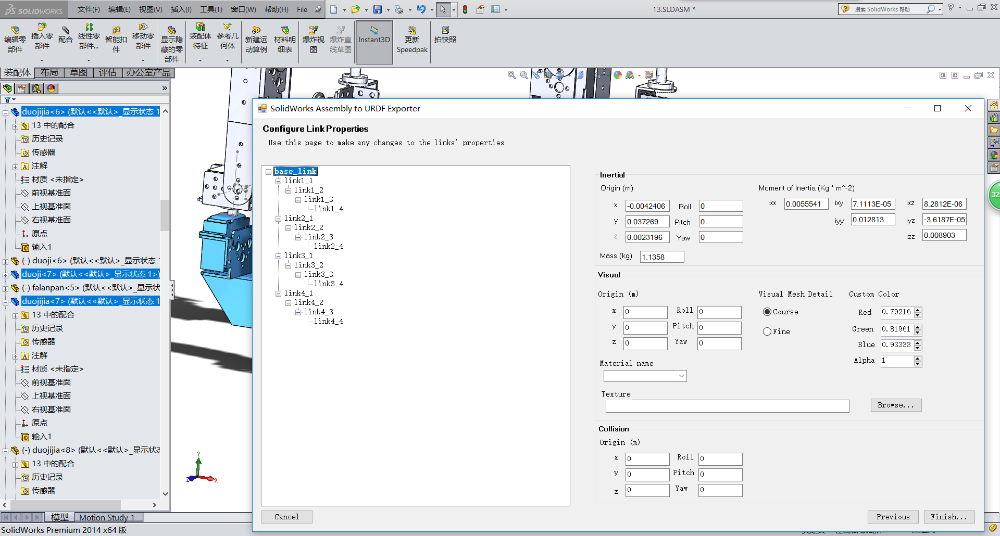 SOLIDWORKS 文件(F) 编辑(E) 视图(V) 插入(I) 工具(T) 窗口(W) 帮助(H) File 13.SLDASM * 搜索 SolidWorks 帮助
编辑零部件
插入零部件
配合
线性零部件...
智能扣件
移动零部件
显示隐藏的零部件
装配体特征
参考几何体
新建运动算例
材料明细表
爆炸视图
爆炸直线草图
Instant3D
更新 Speedpak
拍快照
装配体 布局 草图 评估 办公室产品
duojijia<6> (默认<<默认>_显示状态 1
13 中的配合
历史记录
传感器
注解
材质 <未指定>
前视基准面
上视基准面
右视基准面
原点
输入1
(-) duoji<6> (默认<<默认>_显示状态 1
duoji<7> (默认<<默认>_显示状态 1>)
(-) falanpan<5> (默认<<默认>_显示状
duojijia<7> (默认<<默认>_显示状态 1
13 中的配合
历史记录
传感器
注解
材质 <未指定>
前视基准面
上视基准面
右视基准面
原点
输入1
(-) duojijia<8> (默认<<默认>_显示状态
13 中的配合
历史记录
传感器
Y
Z
X
模型 Motion Study 1
SolidWorks Premium 2014 x64 版
SolidWorks Assembly to URDF Exporter
Configure Link Properties
Use this page to make any changes to the links' properties
base_link
link1_1
link1_2
link1_3
link1_4
link2_1
link2_2
link2_3
link2_4
link3_1
link3_2
link3_3
link3_4
link4_1
link4_2
link4_3
link4_4
Inertial
Origin (m) Moment of Inertia (Kg * m^-2)
x -0.0042406 Roll 0 ixx 0.0055541 ixy 7.1113E-05 ixz 8.2812E-06
y 0.037269 Pitch 0 iyy 0.012813 iyz -3.6187E-05
z 0.0023196 Yaw 0 izz 0.008903
Mass (kg) 1.1358
Visual
Origin (m) Visual Mesh Detail Custom Color
x 0 Roll 0 Course Red 0.79216
y 0 Pitch 0 Fine Green 0.81961
z 0 Yaw 0 Blue 0.93333
Alpha 1
Material name
Texture
Browse...
Collision
Origin (m)
x 0 Roll 0
y 0 Pitch 0
z 0 Yaw 0
Cancel Previous Finish...
32